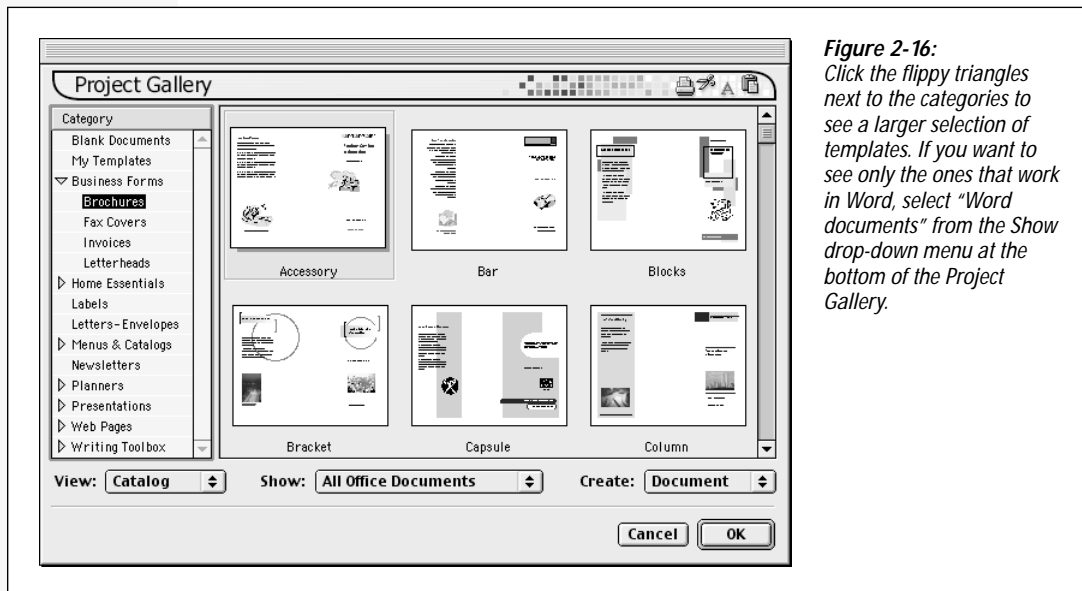 Project Gallery
Category
Blank Documents
My Templates
Business Forms
Brochures
Fax Covers
Invoices
Letterheads
Home Essentials
Labels
Letters-Envelopes
Menus & Catalogs
Newsletters
Planners
Presentations
Web Pages
Writing Toolbox
Accessory
Bar
Blocks
Bracket
Capsule
Column
View: Catalog
Show: All Office Documents
Create: Document
Cancel
OK
Figure 2-16:
Click the flippy triangles
next to the categories to
see a larger selection of
templates. If you want to
see only the ones that work
in Word, select “Word
documents” from the Show
drop-down menu at the
bottom of the Project
Gallery.